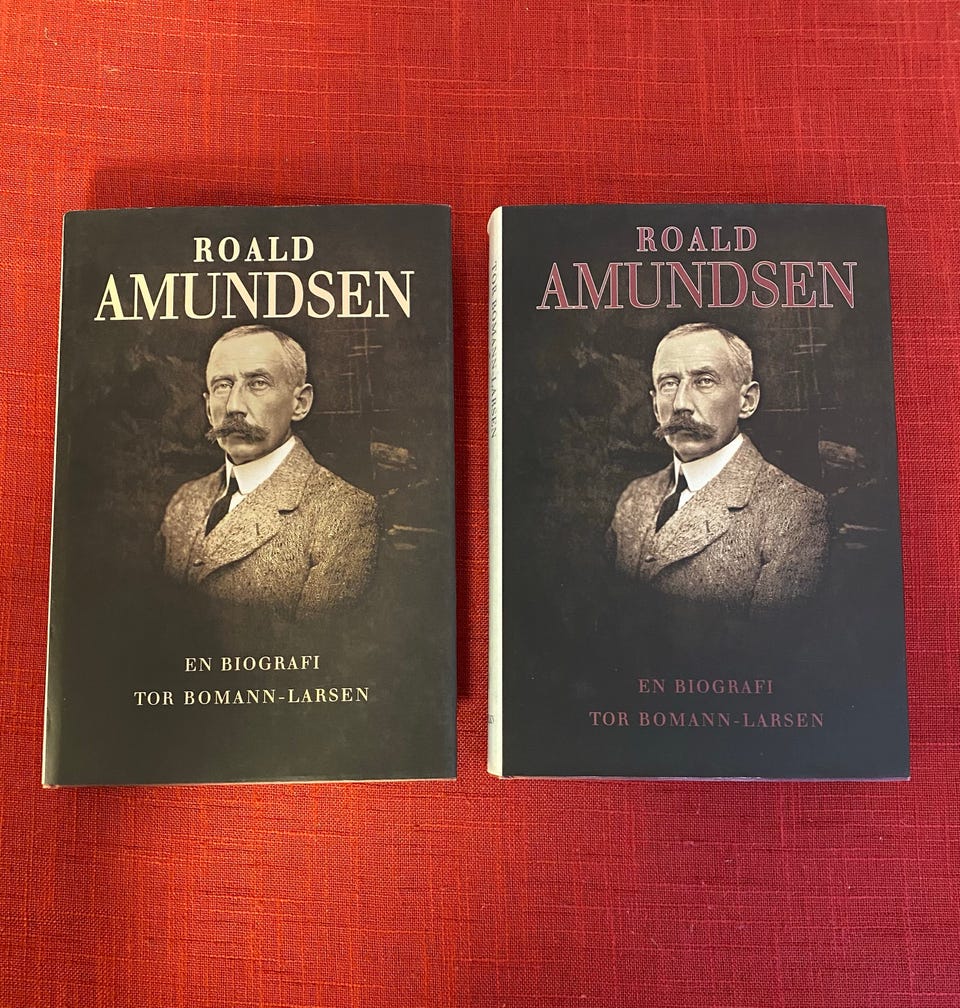 ROALD
AMUNDSEN
EN BIOGRAFI
TOR BOMANN-LARSEN
TOR BOMANN-LARSEN
ROALD
AMUNDSEN
EN BIOGRAFI
TOR BOMANN-LARSEN